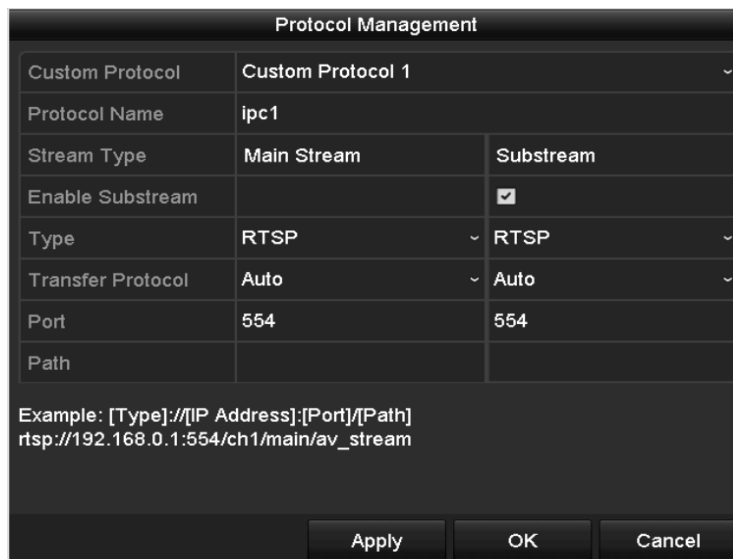 Protocol Management
Custom Protocol Custom Protocol 1
Protocol Name ipc1
Stream Type Main Stream Substream
Enable Substream
Type RTSP RTSP
Transfer Protocol Auto Auto
Port 554 554
Path
Example: [Type]://[IP Address]:[Port]/[Path]
rtsp://192.168.0.1:554/ch1/main/av_stream
Apply OK Cancel